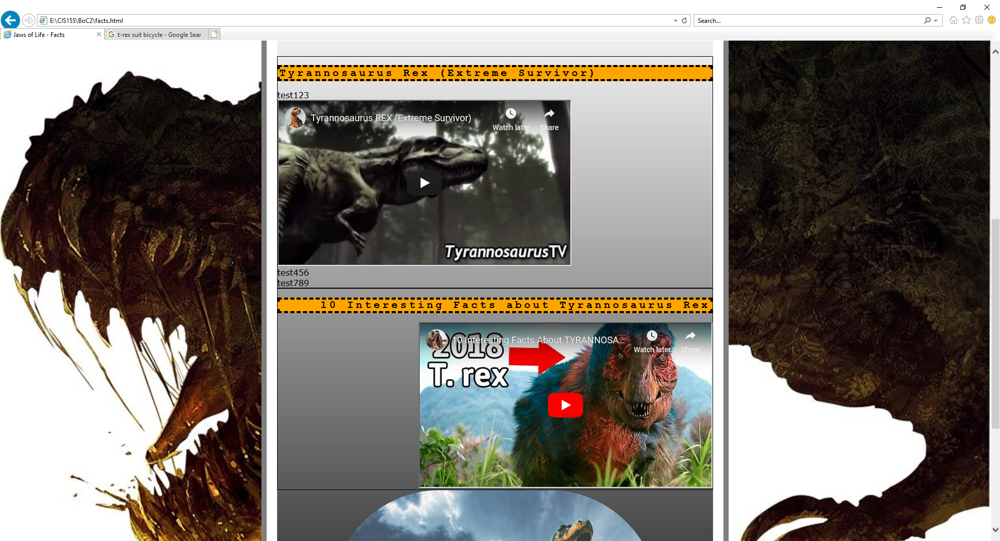 E:\CIS155\BoC2\facts.html
Search...
Jaws of Life - Facts
t-rex suit bicycle - Google Sear
Tyrannosaurus Rex (Extreme Survivor)
test123
Tyrannosaurus REX (Extreme Survivor)
Watch later
Share
TyrannosaurusTV
test456
test789
10 Interesting Facts about Tyrannosaurus Rex
10 Interesting Facts About TYRANNOSA...
Watch later
Share
2018
T. rex